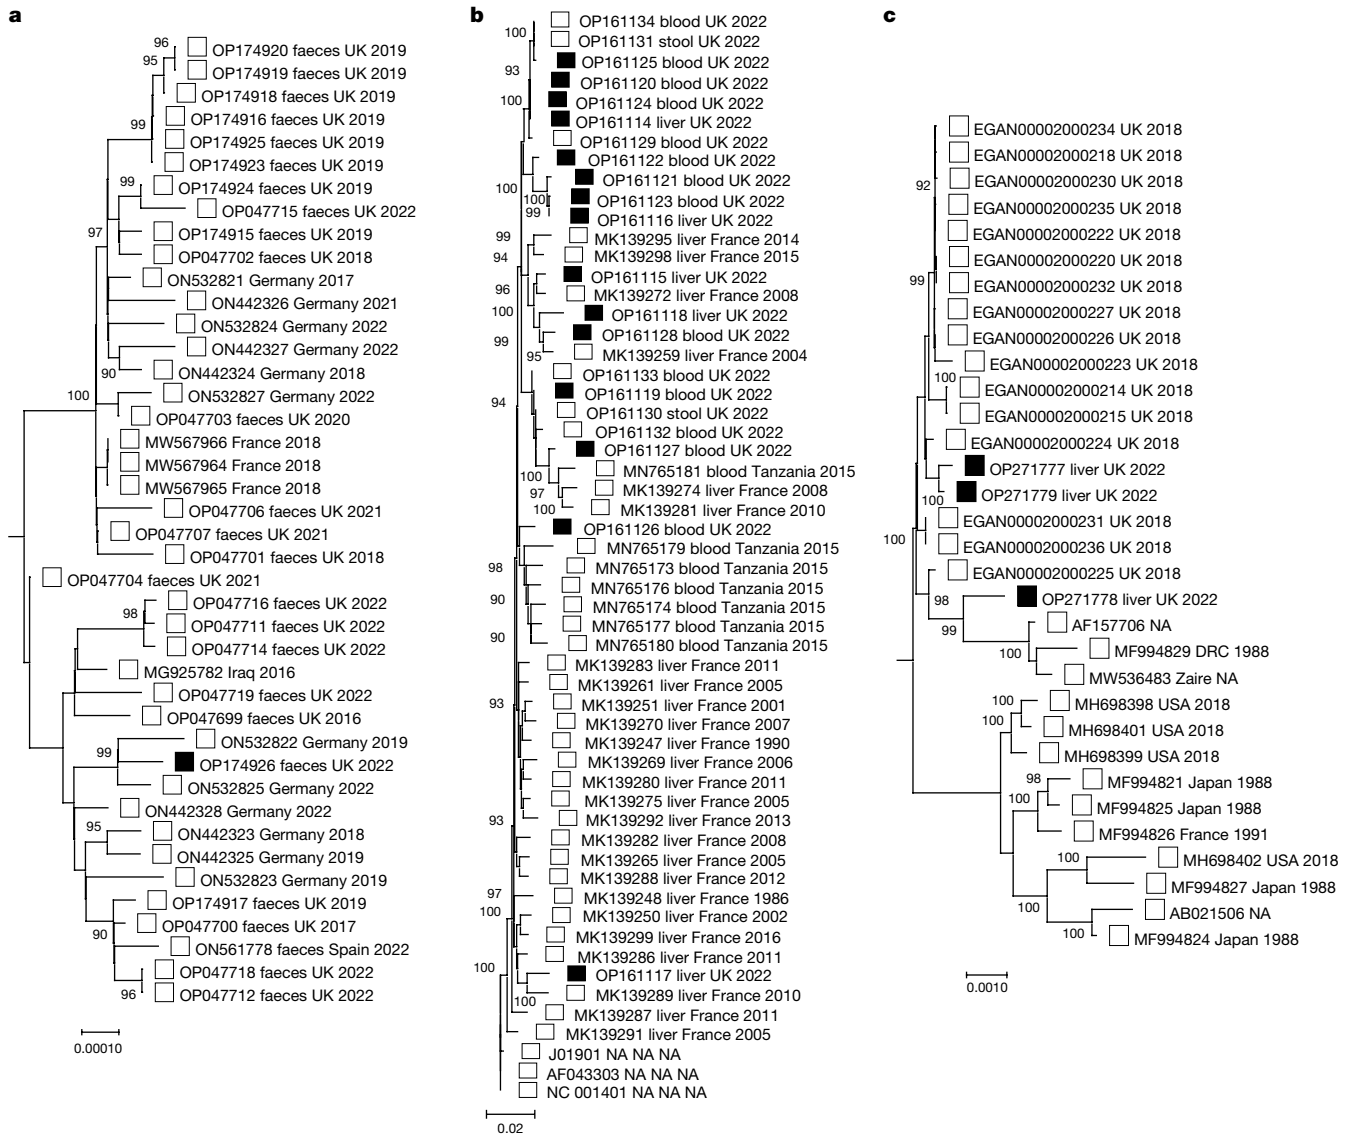 a
96
OP174920 faeces UK 2019
95
OP174919 faeces UK 2019
OP174918 faeces UK 2019
OP174916 faeces UK 2019
99
OP174925 faeces UK 2019
OP174923 faeces UK 2019
99
OP174924 faeces UK 2019
OP047715 faeces UK 2022
97
OP174915 faeces UK 2019
OP047702 faeces UK 2018
ON532821 Germany 2017
ON442326 Germany 2021
ON532824 Germany 2022
ON442327 Germany 2022
90
ON442324 Germany 2018
100
ON532827 Germany 2022
OP047703 faeces UK 2020
MW567966 France 2018
MW567964 France 2018
MW567965 France 2018
OP047706 faeces UK 2021
OP047707 faeces UK 2021
OP047701 faeces UK 2018
OP047704 faeces UK 2021
OP047716 faeces UK 2022
98
OP047711 faeces UK 2022
OP047714 faeces UK 2022
MG925782 Iraq 2016
OP047719 faeces UK 2022
OP047699 faeces UK 2016
ON532822 Germany 2019
99
OP174926 faeces UK 2022
ON532825 Germany 2022
ON442328 Germany 2022
95
ON442323 Germany 2018
ON442325 Germany 2019
ON532823 Germany 2019
OP174917 faeces UK 2019
OP047700 faeces UK 2017
90
ON561778 faeces Spain 2022
OP047718 faeces UK 2022
96
OP047712 faeces UK 2022
0.00010
b
OP161134 blood UK 2022
100
OP161131 stool UK 2022
OP161125 blood UK 2022
93
OP161120 blood UK 2022
100
OP161124 blood UK 2022
OP161114 liver UK 2022
OP161129 blood UK 2022
OP161122 blood UK 2022
OP161121 blood UK 2022
100
100
OP161123 blood UK 2022
99
OP161116 liver UK 2022
99
MK139295 liver France 2014
94
MK139298 liver France 2015
OP161115 liver UK 2022
96
MK139272 liver France 2008
100
OP161118 liver UK 2022
OP161128 blood UK 2022
99
95
MK139259 liver France 2004
OP161133 blood UK 2022
OP161119 blood UK 2022
94
OP161130 stool UK 2022
OP161132 blood UK 2022
OP161127 blood UK 2022
MN765181 blood Tanzania 2015
100
MK139274 liver France 2008
97
MK139281 liver France 2010
100
OP161126 blood UK 2022
MN765179 blood Tanzania 2015
98
MN765173 blood Tanzania 2015
MN765176 blood Tanzania 2015
90
MN765174 blood Tanzania 2015
MN765177 blood Tanzania 2015
90
MN765180 blood Tanzania 2015
MK139283 liver France 2011
MK139261 liver France 2005
93
MK139251 liver France 2001
MK139270 liver France 2007
MK139247 liver France 1990
MK139269 liver France 2006
MK139280 liver France 2011
MK139275 liver France 2005
93
MK139292 liver France 2013
MK139282 liver France 2008
MK139265 liver France 2005
MK139288 liver France 2012
97
MK139248 liver France 1986
100
MK139250 liver France 2002
MK139299 liver France 2016
MK139286 liver France 2011
100
OP161117 liver UK 2022
100
MK139289 liver France 2010
MK139287 liver France 2011
MK139291 liver France 2005
J01901 NA NA NA
AF043303 NA NA NA
NC 001401 NA NA NA
0.02
c
EGAN00002000234 UK 2018
EGAN00002000218 UK 2018
92
EGAN00002000230 UK 2018
EGAN00002000235 UK 2018
EGAN00002000222 UK 2018
EGAN00002000220 UK 2018
99
EGAN00002000232 UK 2018
EGAN00002000227 UK 2018
EGAN00002000226 UK 2018
EGAN00002000223 UK 2018
100
EGAN00002000214 UK 2018
EGAN00002000215 UK 2018
EGAN00002000224 UK 2018
OP271777 liver UK 2022
100
OP271779 liver UK 2022
EGAN00002000231 UK 2018
100
EGAN00002000236 UK 2018
EGAN00002000225 UK 2018
98
OP271778 liver UK 2022
99
AF157706 NA
100
MF994829 DRC 1988
MW536483 Zaire NA
100
MH698398 USA 2018
100
MH698401 USA 2018
MH698399 USA 2018
98
MF994821 Japan 1988
100
MF994825 Japan 1988
MF994826 France 1991
100
MH698402 USA 2018
MF994827 Japan 1988
100
AB021506 NA
100
MF994824 Japan 1988
0.0010